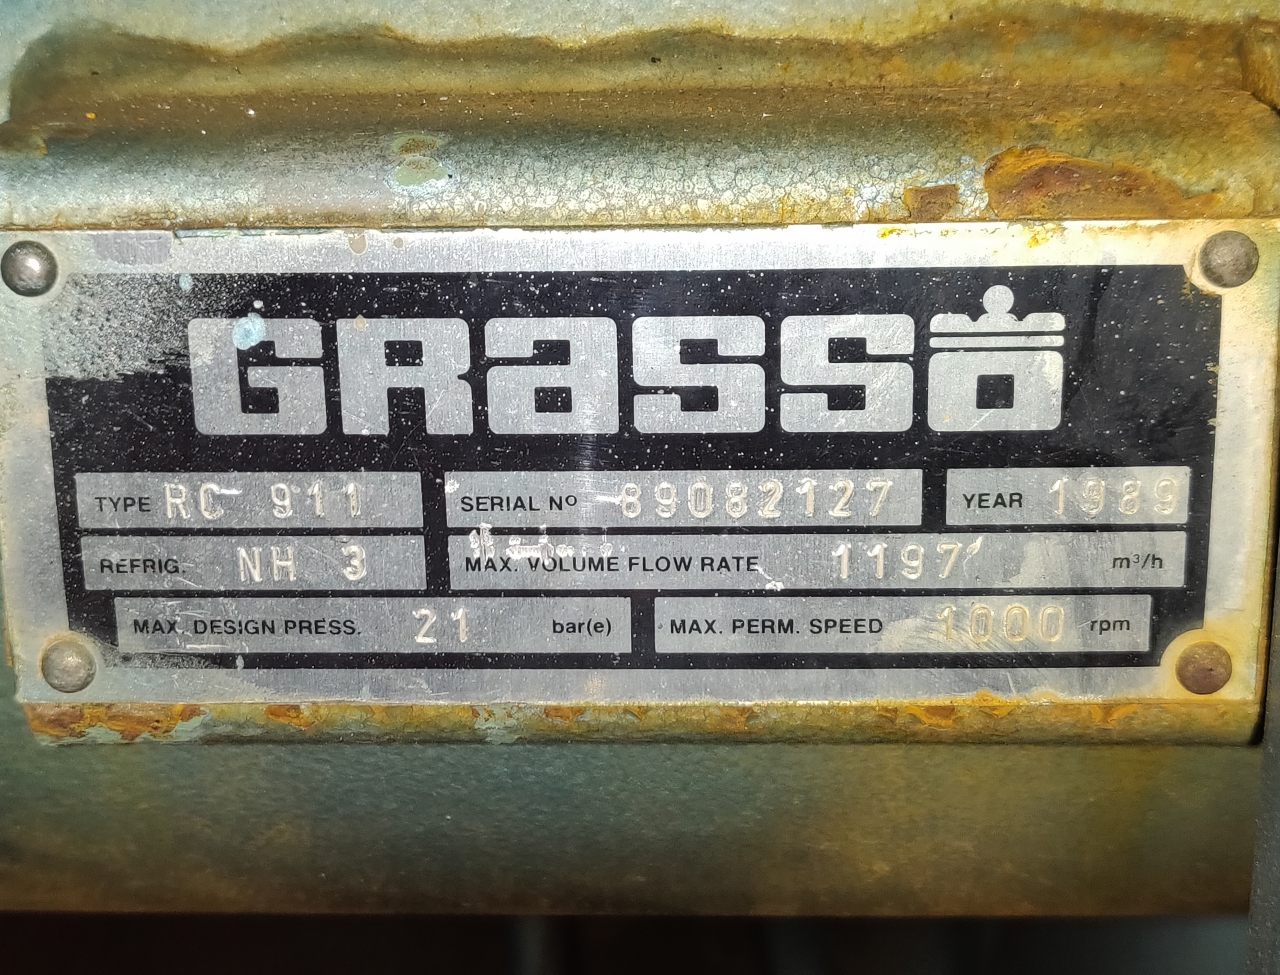 GRasso
TYPE RC 911 SERIAL Nº 89082127 YEAR 1989
REFRIG. NH 3 MAX. VOLUME FLOW RATE 1197 m³/h
MAX. DESIGN PRESS. 21 bar(e) MAX. PERM. SPEED 1000 rpm